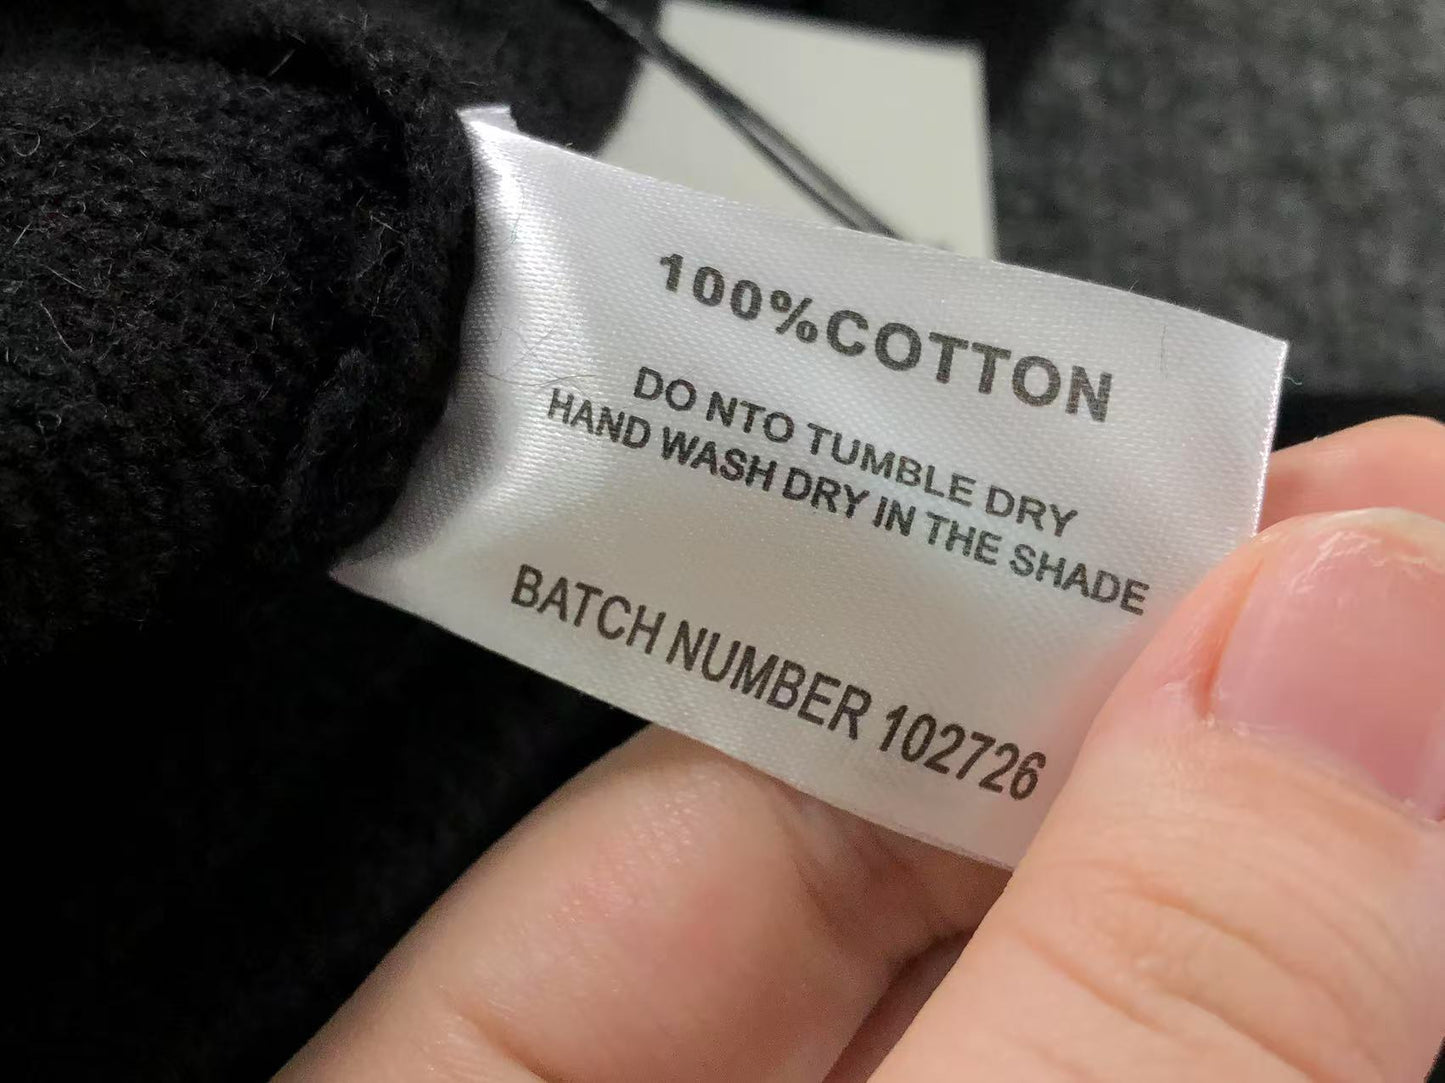 100%COTTON
DO NTO TUMBLE DRY
HAND WASH DRY IN THE SHADE
BATCH NUMBER 102726